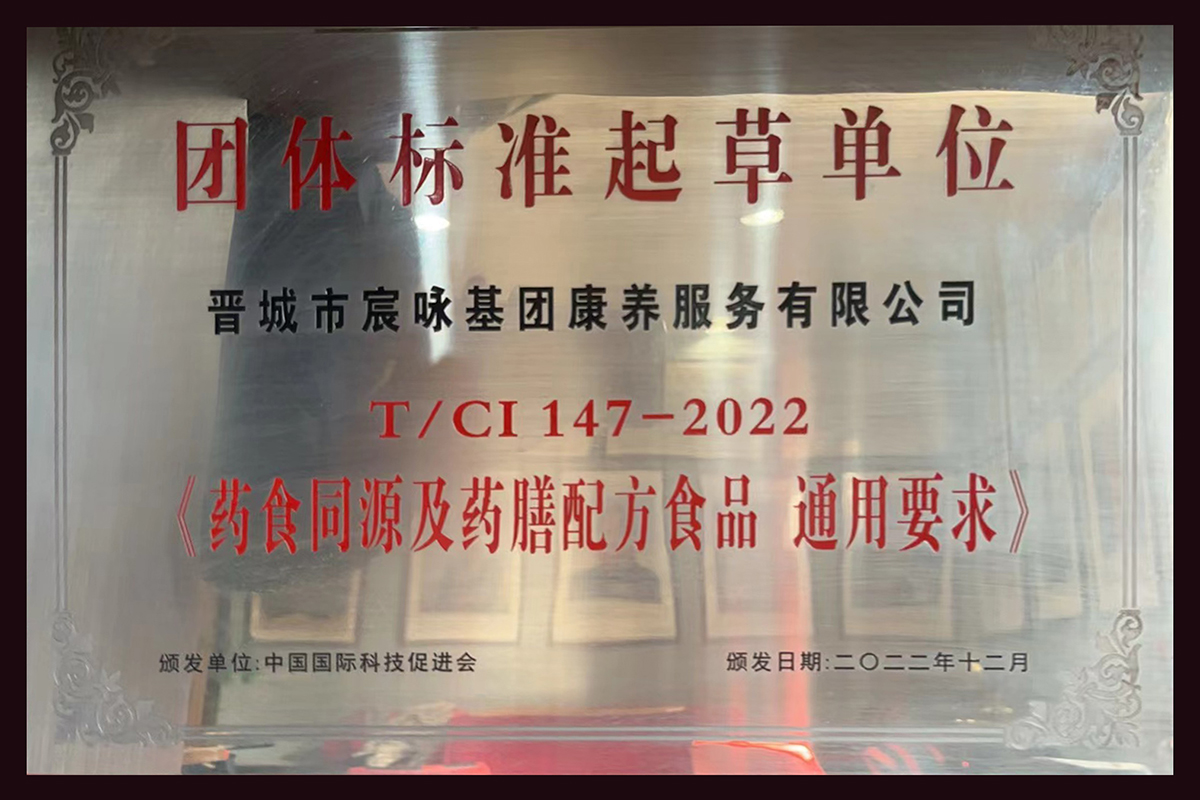 团体标准起草单位
晋城市宸咏基团康养服务有限公司
T/CI 147-2022
《药食同源及药膳配方食品 通用要求》
颁发单位:中国国际科技促进会
颁发日期:二〇二二年十二月